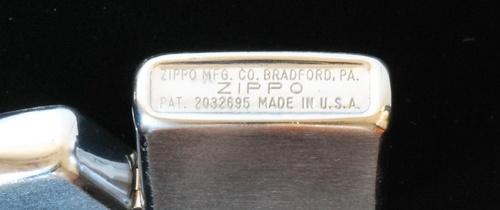 ZIPPO MFG. CO. BRADFORD, PA.
ZIPPO
PAT. 2032695 MADE IN U.S.A.